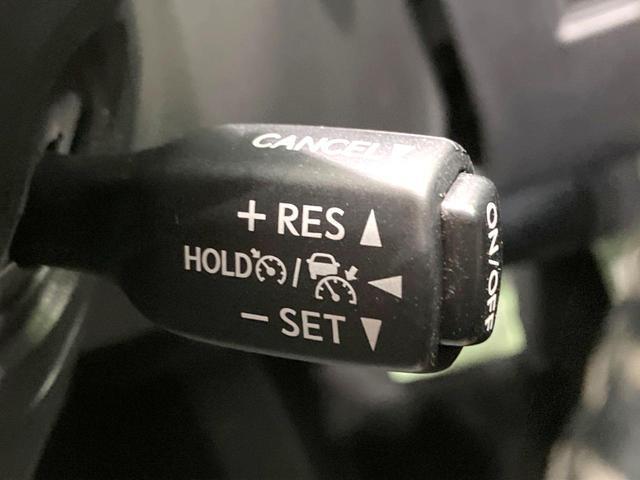 CANCEL
+ RES ▲
HOLD / ◀
- SET ▼
ON/OFF